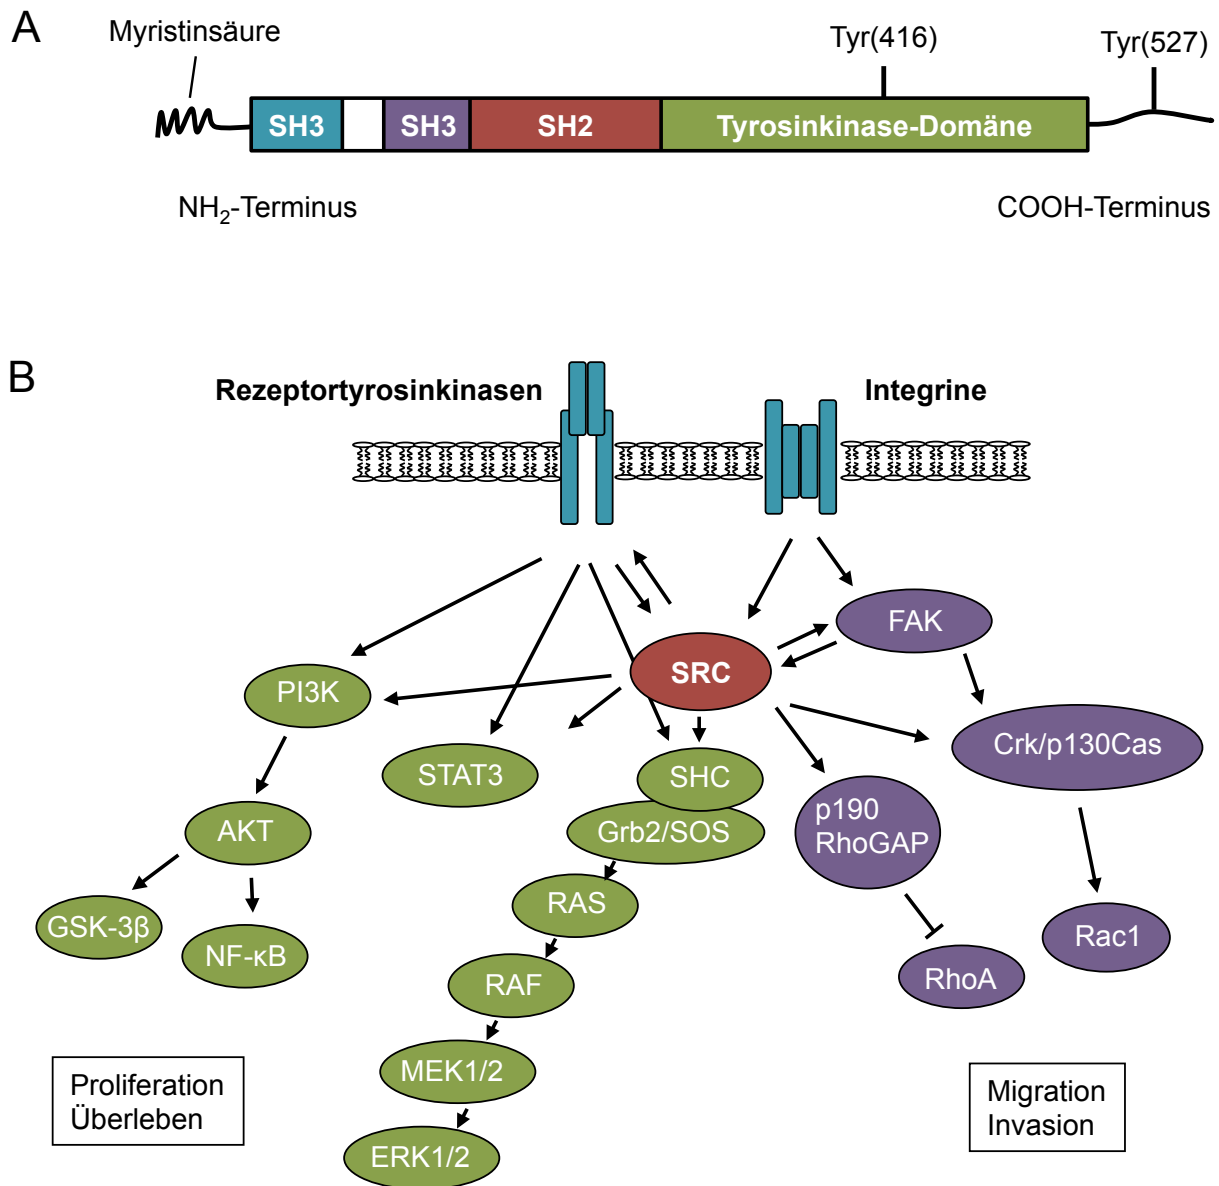 A
Myristinsäure
Tyr(416)
Tyr(527)
SH3
SH3
SH2
Tyrosinkinase-Domäne
NH₂-Terminus
COOH-Terminus
B
Rezeptortyrosinkinasen
Integrine
FAK
SRC
PI3K
STAT3
SHC
Crk/p130Cas
AKT
Grb2/SOS
p190
RhoGAP
GSK-3β
NF-κB
RAS
Rac1
RhoA
RAF
MEK1/2
ERK1/2
Proliferation
Überleben
Migration
Invasion